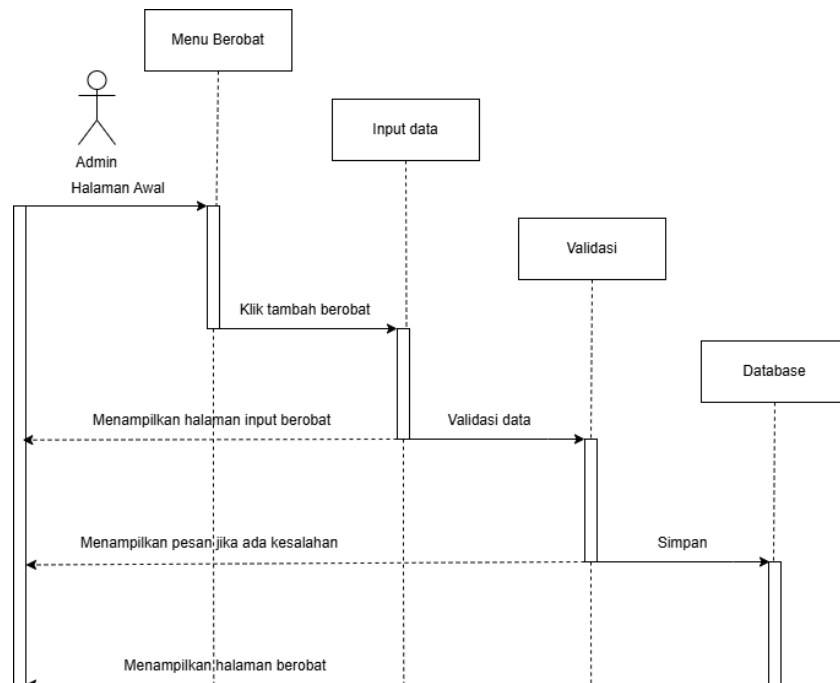 Menu Berobat
Input data
Admin
Halaman Awal
Validasi
Klik tambah berobat
Database
Menampilkan halaman input berobat
Validasi data
Menampilkan pesan jika ada kesalahan
Simpan
Menampilkan halaman berobat